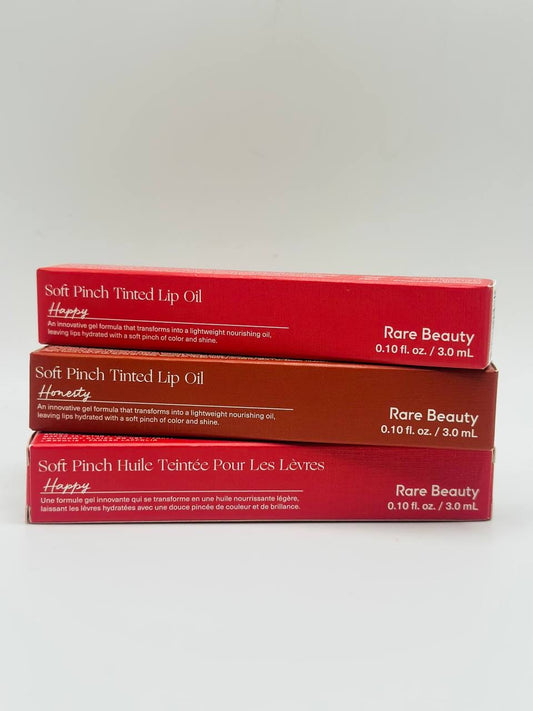 Soft Pinch Tinted Lip Oil
Happy
An innovative gel formula that transforms into a lightweight nourishing oil,
leaving lips hydrated with a soft pinch of color and shine.
Rare Beauty
0.10 fl. oz. / 3.0 mL
Soft Pinch Tinted Lip Oil
Honesty
An innovative gel formula that transforms into a lightweight nourishing oil,
leaving lips hydrated with a soft pinch of color and shine.
Rare Beauty
0.10 fl. oz. / 3.0 mL
Soft Pinch Huile Teintée Pour Les Lèvres
Happy
Une formule gel innovante qui se transforme en une huile nourrissante légère,
laissant les lèvres hydratées avec une douce pincée de couleur et de brillance.
Rare Beauty
0.10 fl. oz. / 3.0 mL